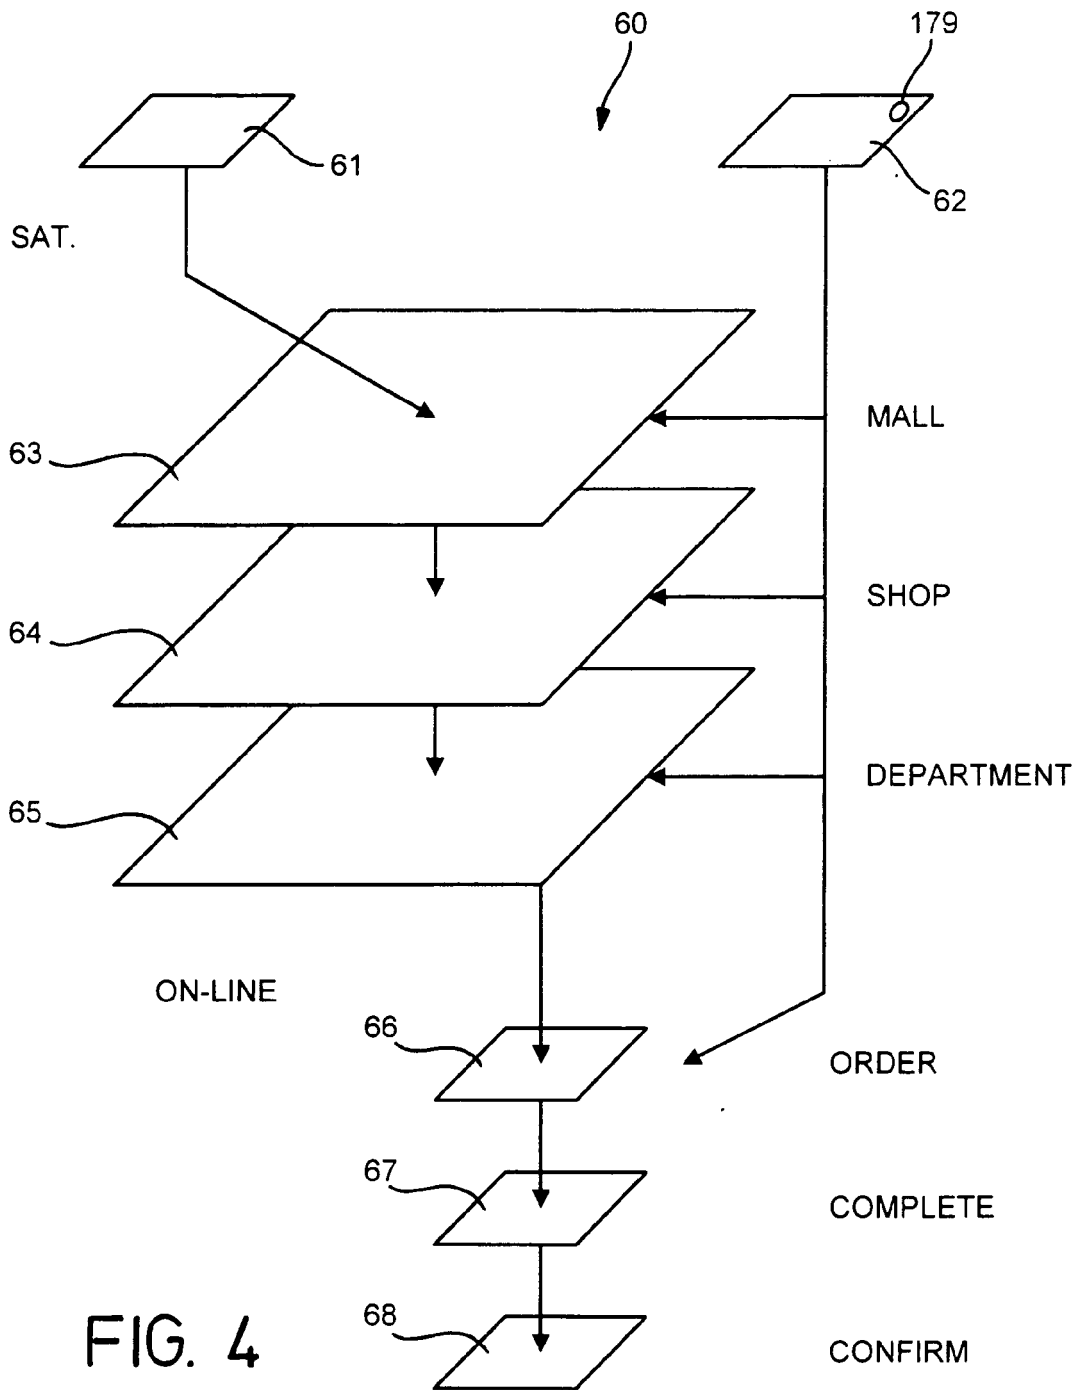 60
179
61
62
SAT.
63
MALL
64
SHOP
65
DEPARTMENT
ON-LINE
66
ORDER
67
COMPLETE
68
CONFIRM
FIG. 4